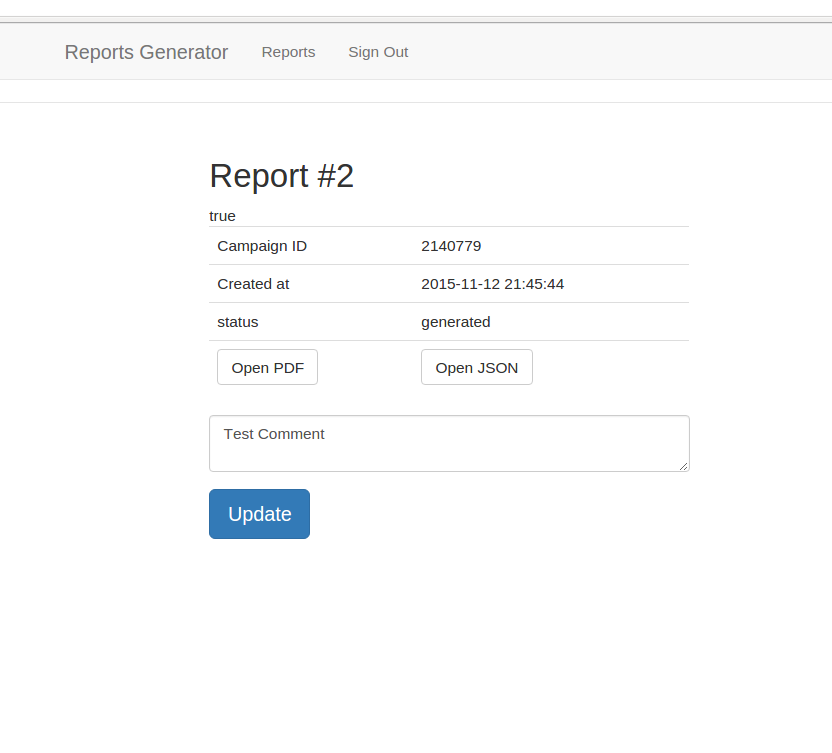 Reports Generator Reports Sign Out
Report #2
true
Campaign ID 2140779
Created at 2015-11-12 21:45:44
status generated
Open PDF Open JSON
Test Comment
Update